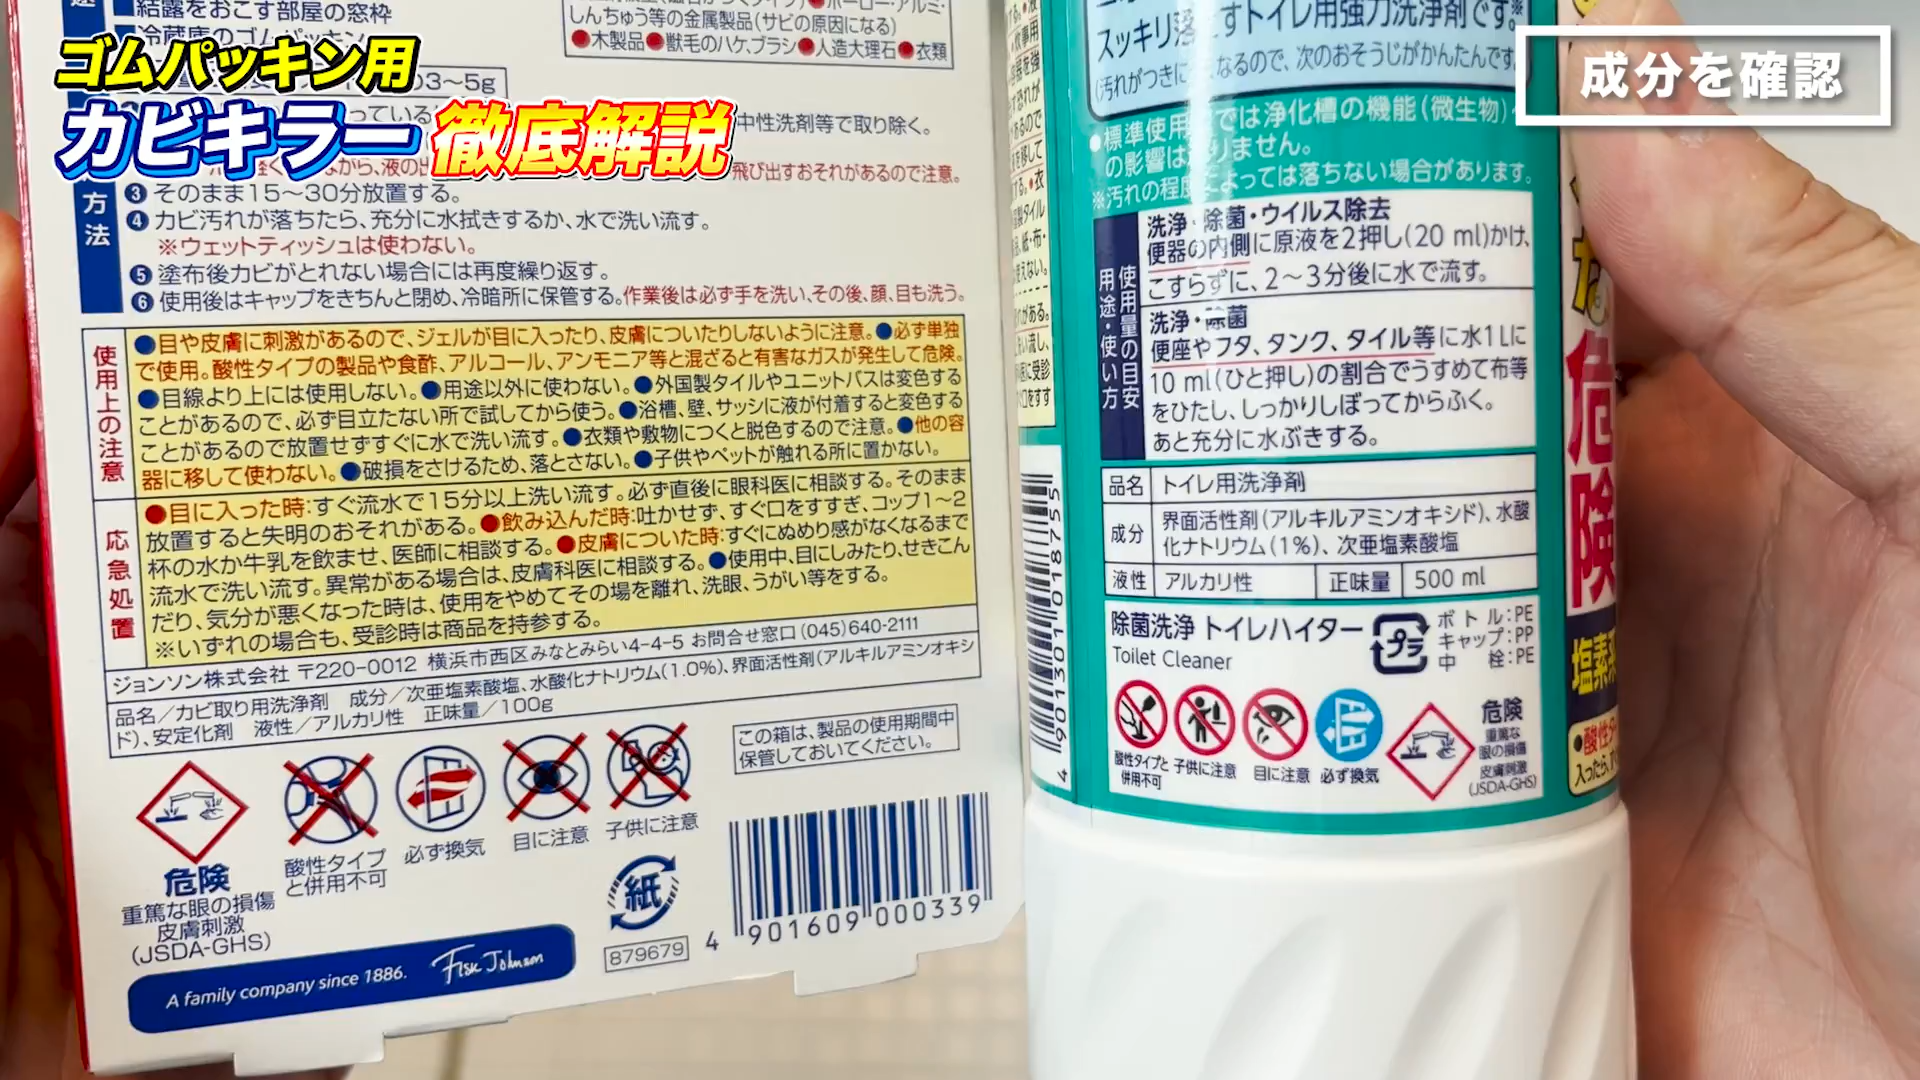 ゴムパッキン用
カビキラー徹底解説
成分を確認
結露をおこす部屋の窓枠
しんちゅう等の金属製品(サビの原因になる)
●木製品●獣毛のハケ、ブラシ●人造大理石●衣類
3～5g
中性洗剤等で取り除く。
飛び出すおそれがあるので注意。
方法
❸ そのまま15～30分放置する。
❹ カビ汚れが落ちたら、充分に水拭きするか、水で洗い流す。
※ウェットティッシュは使わない。
❺ 塗布後カビがとれない場合には再度繰り返す。
❻ 使用後はキャップをきちんと閉め、冷暗所に保管する。作業後は必ず手を洗い、その後、顔、目も洗う。
使用上の注意
●目や皮膚に刺激があるので、ジェルが目に入ったり、皮膚についたりしないように注意。●必ず単独
で使用。酸性タイプの製品や食酢、アルコール、アンモニア等と混ざると有害なガスが発生して危険。
●目線より上には使用しない。●用途以外に使わない。●外国製タイルやユニットバスは変色する
ことがあるので、必ず目立たない所で試してから使う。●浴槽、壁、サッシに液が付着すると変色する
ことがあるので放置せずすぐに水で洗い流す。●衣類や敷物につくと脱色するので注意。●他の容
器に移して使わない。●破損をさけるため、落とさない。●子供やペットが触れる所に置かない。
応急処置
●目に入った時：すぐ流水で15分以上洗い流す。必ず直後に眼科医に相談する。そのまま
放置すると失明のおそれがある。●飲み込んだ時：吐かせず、すぐ口をすすぎ、コップ1～2
杯の水か牛乳を飲ませ、医師に相談する。●皮膚についた時：すぐにぬめり感がなくなるまで
流水で洗い流す。異常がある場合は、皮膚科医に相談する。●使用中、目にしみたり、せきこん
だり、気分が悪くなった時は、使用をやめてその場を離れ、洗眼、うがい等をする。
※いずれの場合も、受診時は商品を持参する。
ジョンソン株式会社 〒220-0012 横浜市西区みなとみらい4-4-5 お問合せ窓口(045)640-2111
品名／カビ取り用洗浄剤 成分／次亜塩素酸塩、水酸化ナトリウム(1.0%)、界面活性剤(アルキルアミンオキシ
ド)、安定化剤 液性／アルカリ性 正味量／100g
危険
重篤な眼の損傷
皮膚刺激
(JSDA-GHS)
酸性タイプ
と併用不可
必ず換気
目に注意
子供に注意
この箱は、製品の使用期間中
保管しておいてください。
紙
879679
4 901609 000339
A family company since 1886.
Fisk Johnson
スッキリ落とすトイレ用強力洗浄剤です。※
●標準使用量では浄化槽の機能(微生物)
の影響はありません。
※汚れの程度によっては落ちない場合があります。
用途・使い方
使用量の目安
洗浄・除菌・ウイルス除去
便器の内側に原液を2押し(20 ml)かけ、
こすらずに、2～3分後に水で流す。
洗浄・除菌
便座やフタ、タンク、タイル等に水1Lに
10 ml(ひと押し)の割合でうすめて布等
をひたし、しっかりしぼってからふく。
あと充分に水ぶきする。
品名 トイレ用洗浄剤
成分 界面活性剤(アルキルアミンオキシド)、水酸
化ナトリウム(1%)、次亜塩素酸塩
液性 アルカリ性 正味量 500 ml
除菌洗浄 トイレハイター
Toilet Cleaner
プラ
ボトル:PE
キャップ:PP
中栓:PE
酸性タイプと
併用不可
子供に注意
目に注意
必ず換気
危険
重篤な
眼の損傷
皮膚刺激
(JSDA-GHS)
4 901301 018755
危険
塩素系